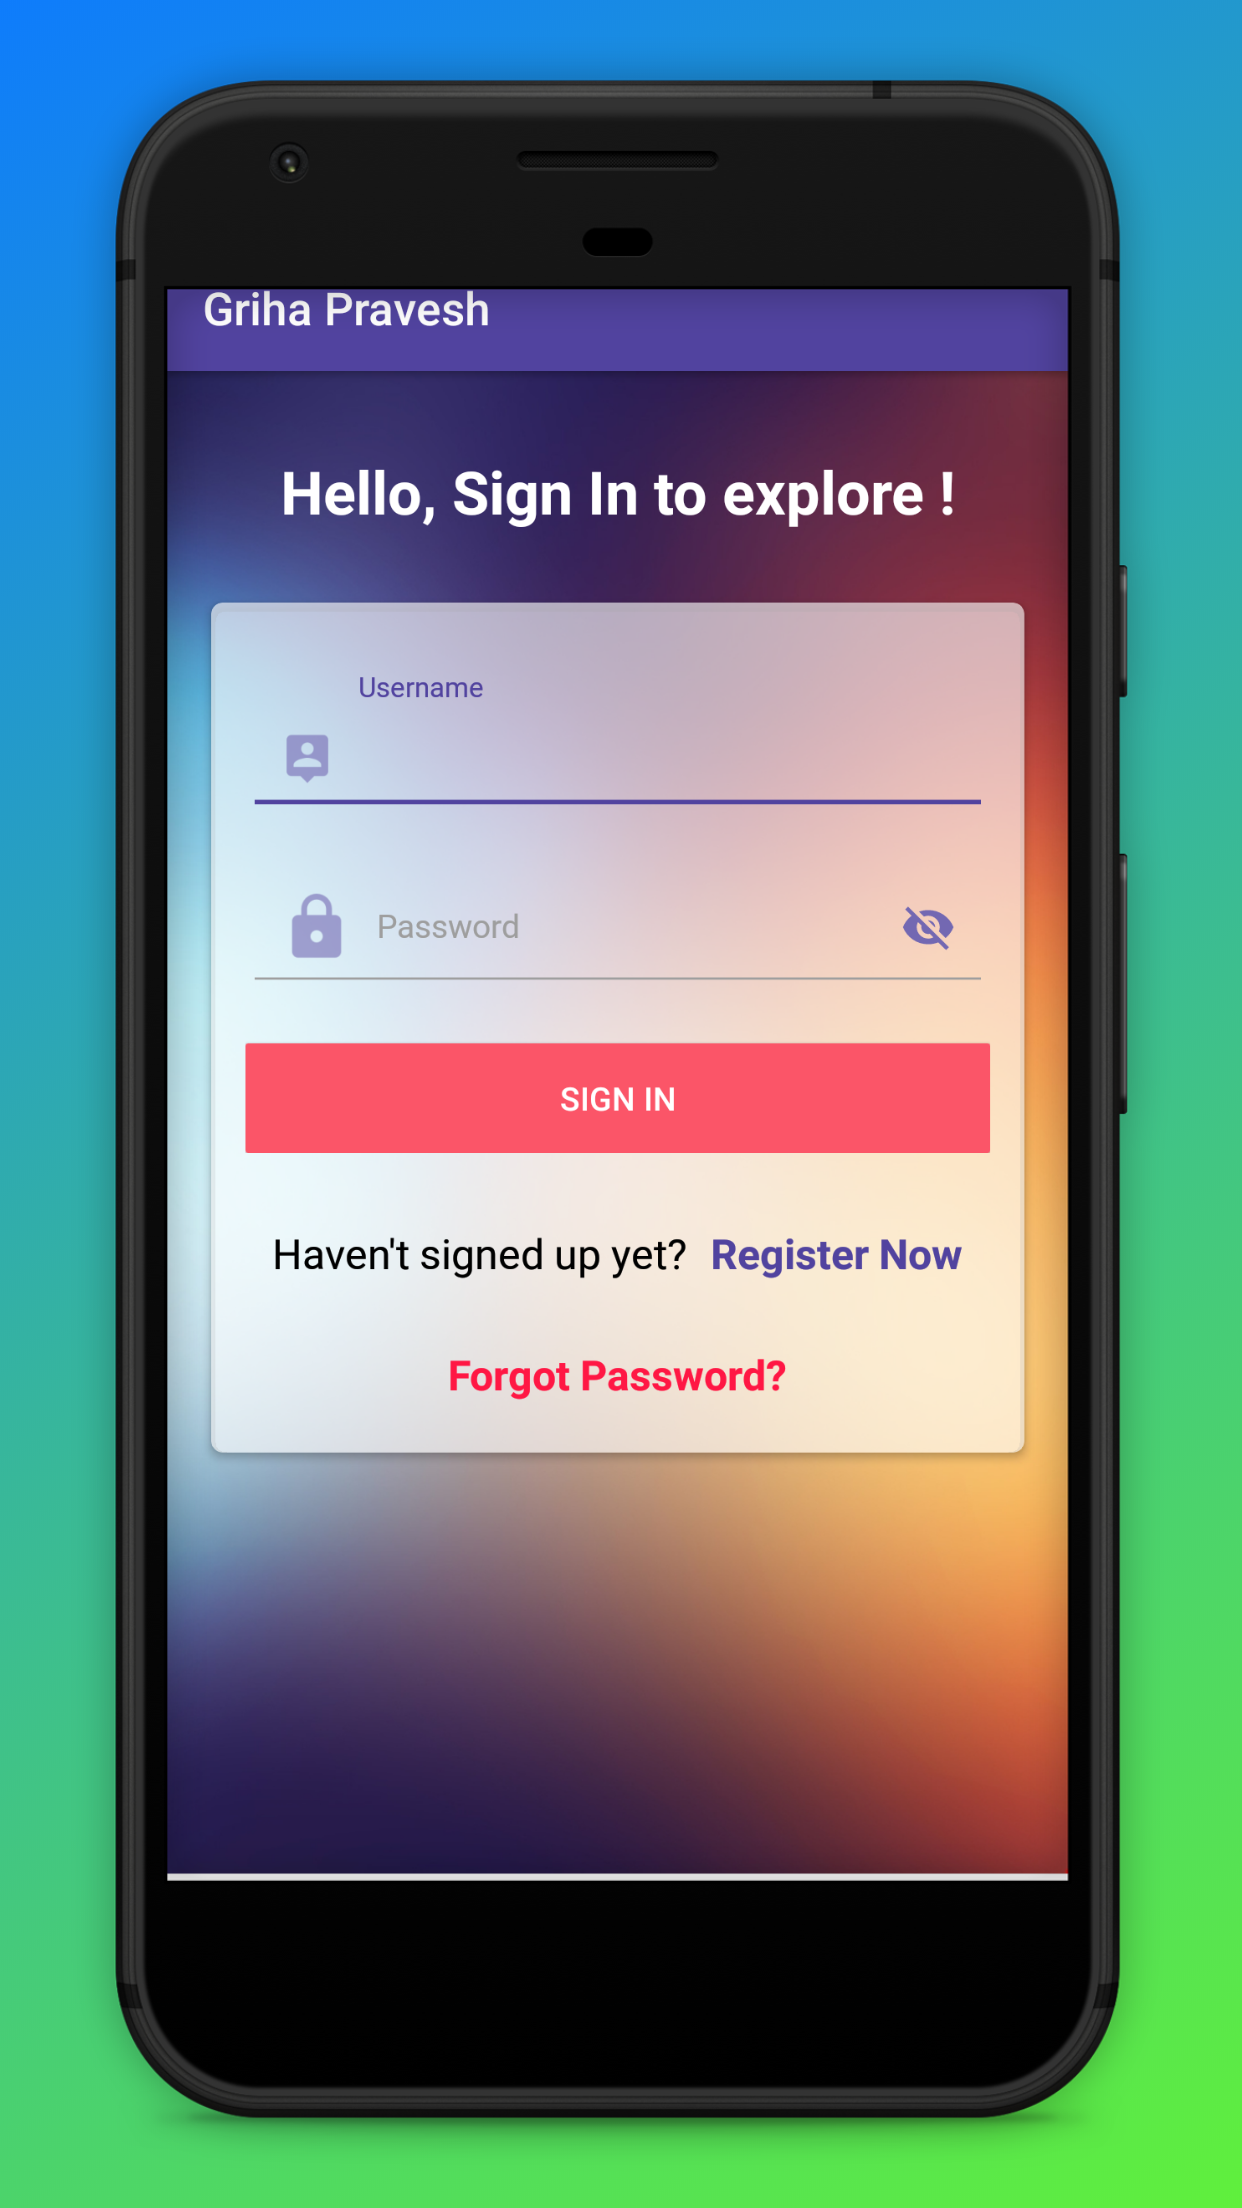 Griha Pravesh
Hello, Sign In to explore !
Username
Password
SIGN IN
Haven't signed up yet? Register Now
Forgot Password?